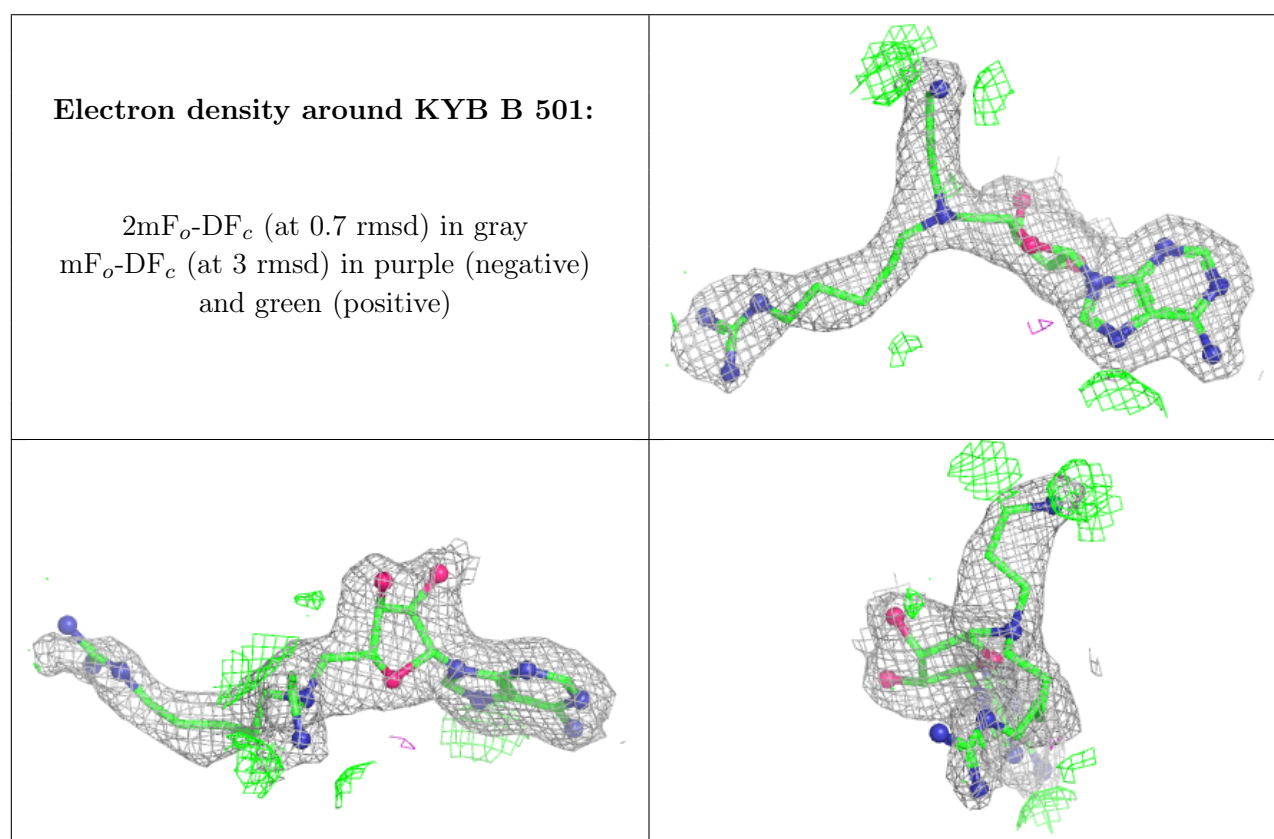 Electron density around KYB B 501:
2mFo-DFc (at 0.7 rmsd) in gray
mFo-DFc (at 3 rmsd) in purple (negative)
and green (positive)